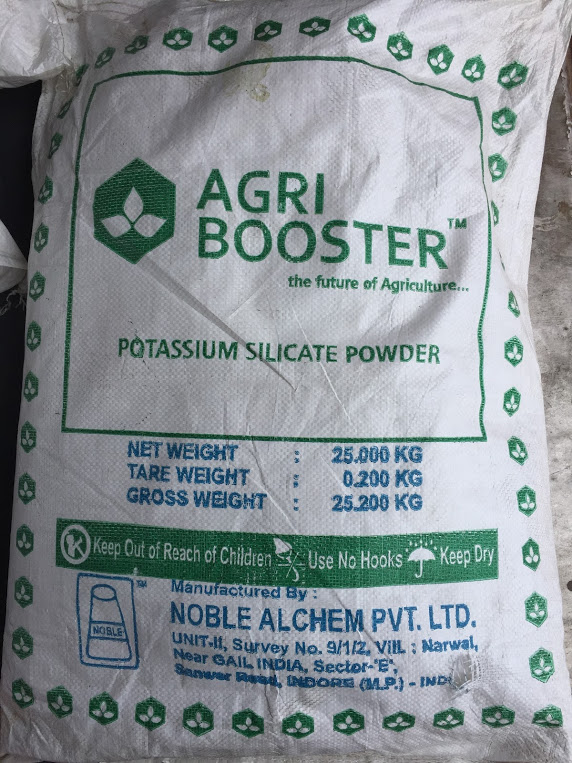 AGRI
BOOSTER™
the future of Agriculture...
POTASSIUM SILICATE POWDER
NET WEIGHT : 25.000 KG
TARE WEIGHT : 0.200 KG
GROSS WEIGHT : 25.200 KG
Keep Out of Reach of Children Use No Hooks Keep Dry
Manufactured By :
NOBLE ALCHEM PVT. LTD.
NOBLE TM
UNIT-II, Survey No. 9/1/2, Vill. : Narwal,
Near GAIL INDIA, Sector-'E',
Sanwer Road, INDORE (M.P.) - INDI